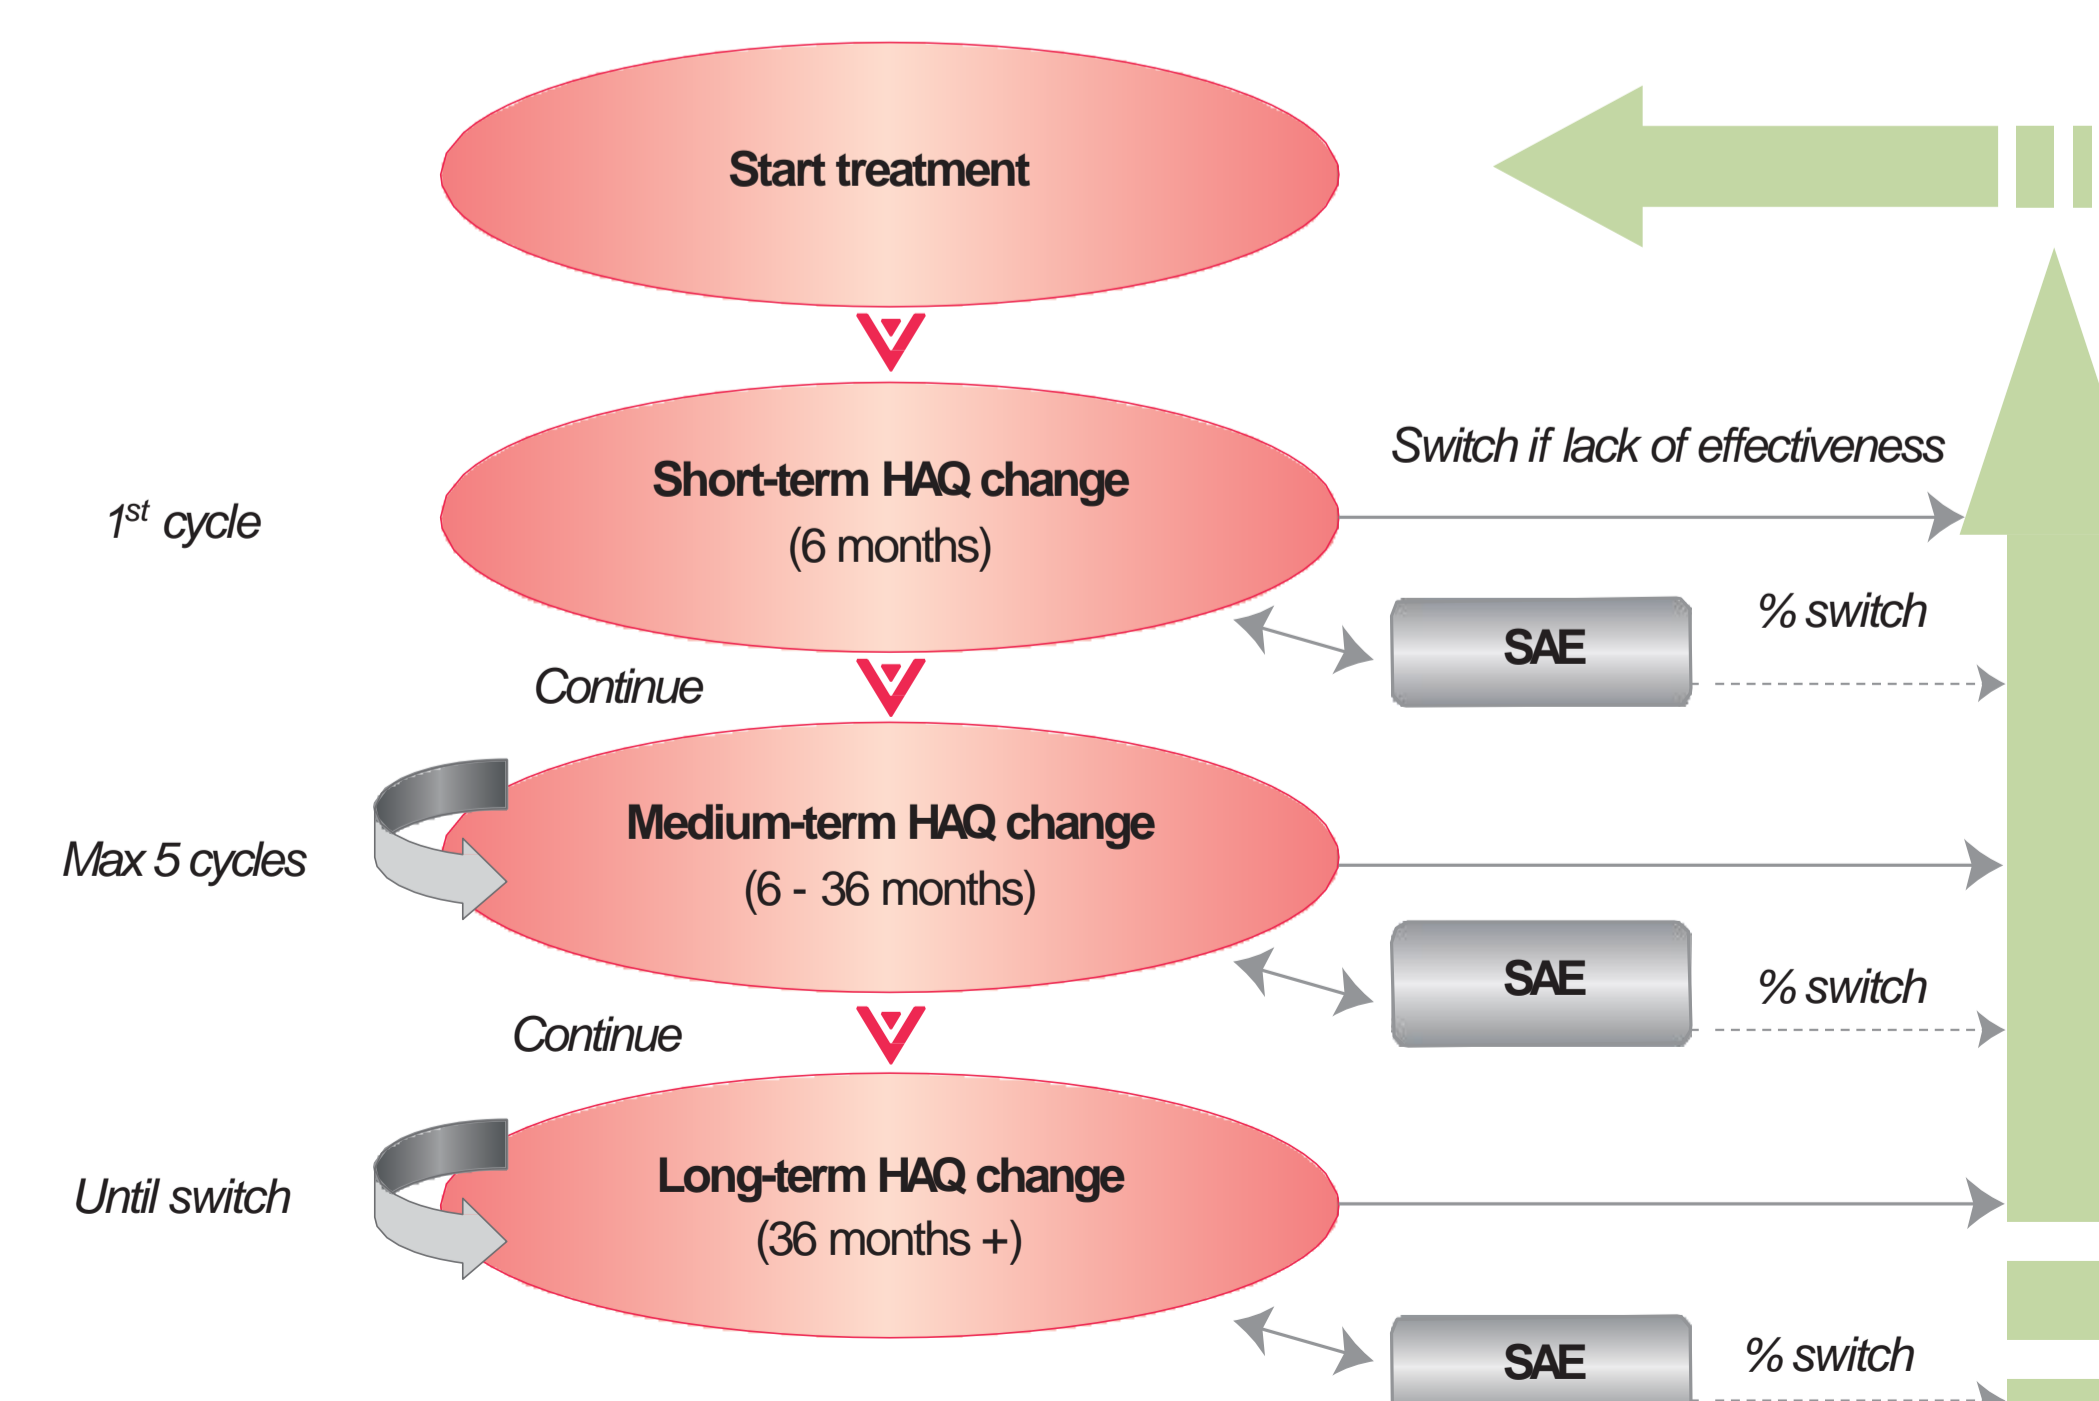 Start treatment
Switch if lack of effectiveness
Short-term HAQ change
1st cycle
(6 months)
% switch
SAE
Continue
Medium-term HAQ change
Max 5 cycles
(6 - 36 months)
SAE
% switch
Continue
Long-term HAQ change
Until switch
(36 months +)
SAE
% switch